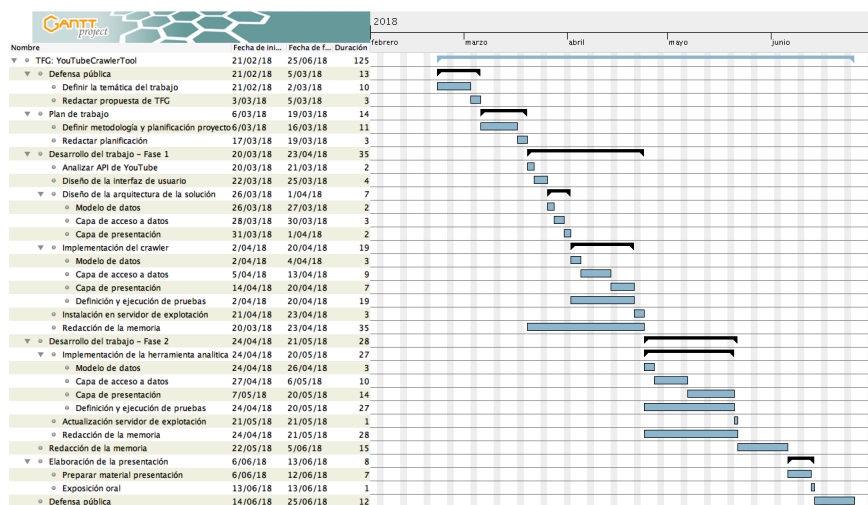 GANTT
project
2018
febrero marzo abril mayo junio
Nombre Fecha de ini... Fecha de f... Duración
TFG: YouTubeCrawlerTool 21/02/18 25/06/18 125
Defensa pública 21/02/18 5/03/18 13
Definir la temática del trabajo 21/02/18 2/03/18 10
Redactar propuesta de TFG 3/03/18 5/03/18 3
Plan de trabajo 6/03/18 19/03/18 14
Definir metodología y planificación proyecto 6/03/18 16/03/18 11
Redactar planificación 17/03/18 19/03/18 3
Desarrollo del trabajo – Fase 1 20/03/18 23/04/18 35
Analizar API de YouTube 20/03/18 21/03/18 2
Diseño de la interfaz de usuario 22/03/18 25/03/18 4
Diseño de la arquitectura de la solución 26/03/18 1/04/18 7
Modelo de datos 26/03/18 27/03/18 2
Capa de acceso a datos 28/03/18 30/03/18 3
Capa de presentación 31/03/18 1/04/18 2
Implementación del crawler 2/04/18 20/04/18 19
Modelo de datos 2/04/18 4/04/18 3
Capa de acceso a datos 5/04/18 13/04/18 9
Capa de presentación 14/04/18 20/04/18 7
Definición y ejecución de pruebas 2/04/18 20/04/18 19
Instalación en servidor de explotación 21/04/18 23/04/18 3
Redacción de la memoria 20/03/18 23/04/18 35
Desarrollo del trabajo – Fase 2 24/04/18 21/05/18 28
Implementación de la herramienta analítica 24/04/18 20/05/18 27
Modelo de datos 24/04/18 26/04/18 3
Capa de acceso a datos 27/04/18 6/05/18 10
Capa de presentación 7/05/18 20/05/18 14
Definición y ejecución de pruebas 24/04/18 20/05/18 27
Actualización servidor de explotación 21/05/18 21/05/18 1
Redacción de la memoria 24/04/18 21/05/18 28
Redacción de la memoria 22/05/18 5/06/18 15
Elaboración de la presentación 6/06/18 13/06/18 8
Preparar material presentación 6/06/18 12/06/18 7
Exposición oral 13/06/18 13/06/18 1
Defensa pública 14/06/18 25/06/18 12